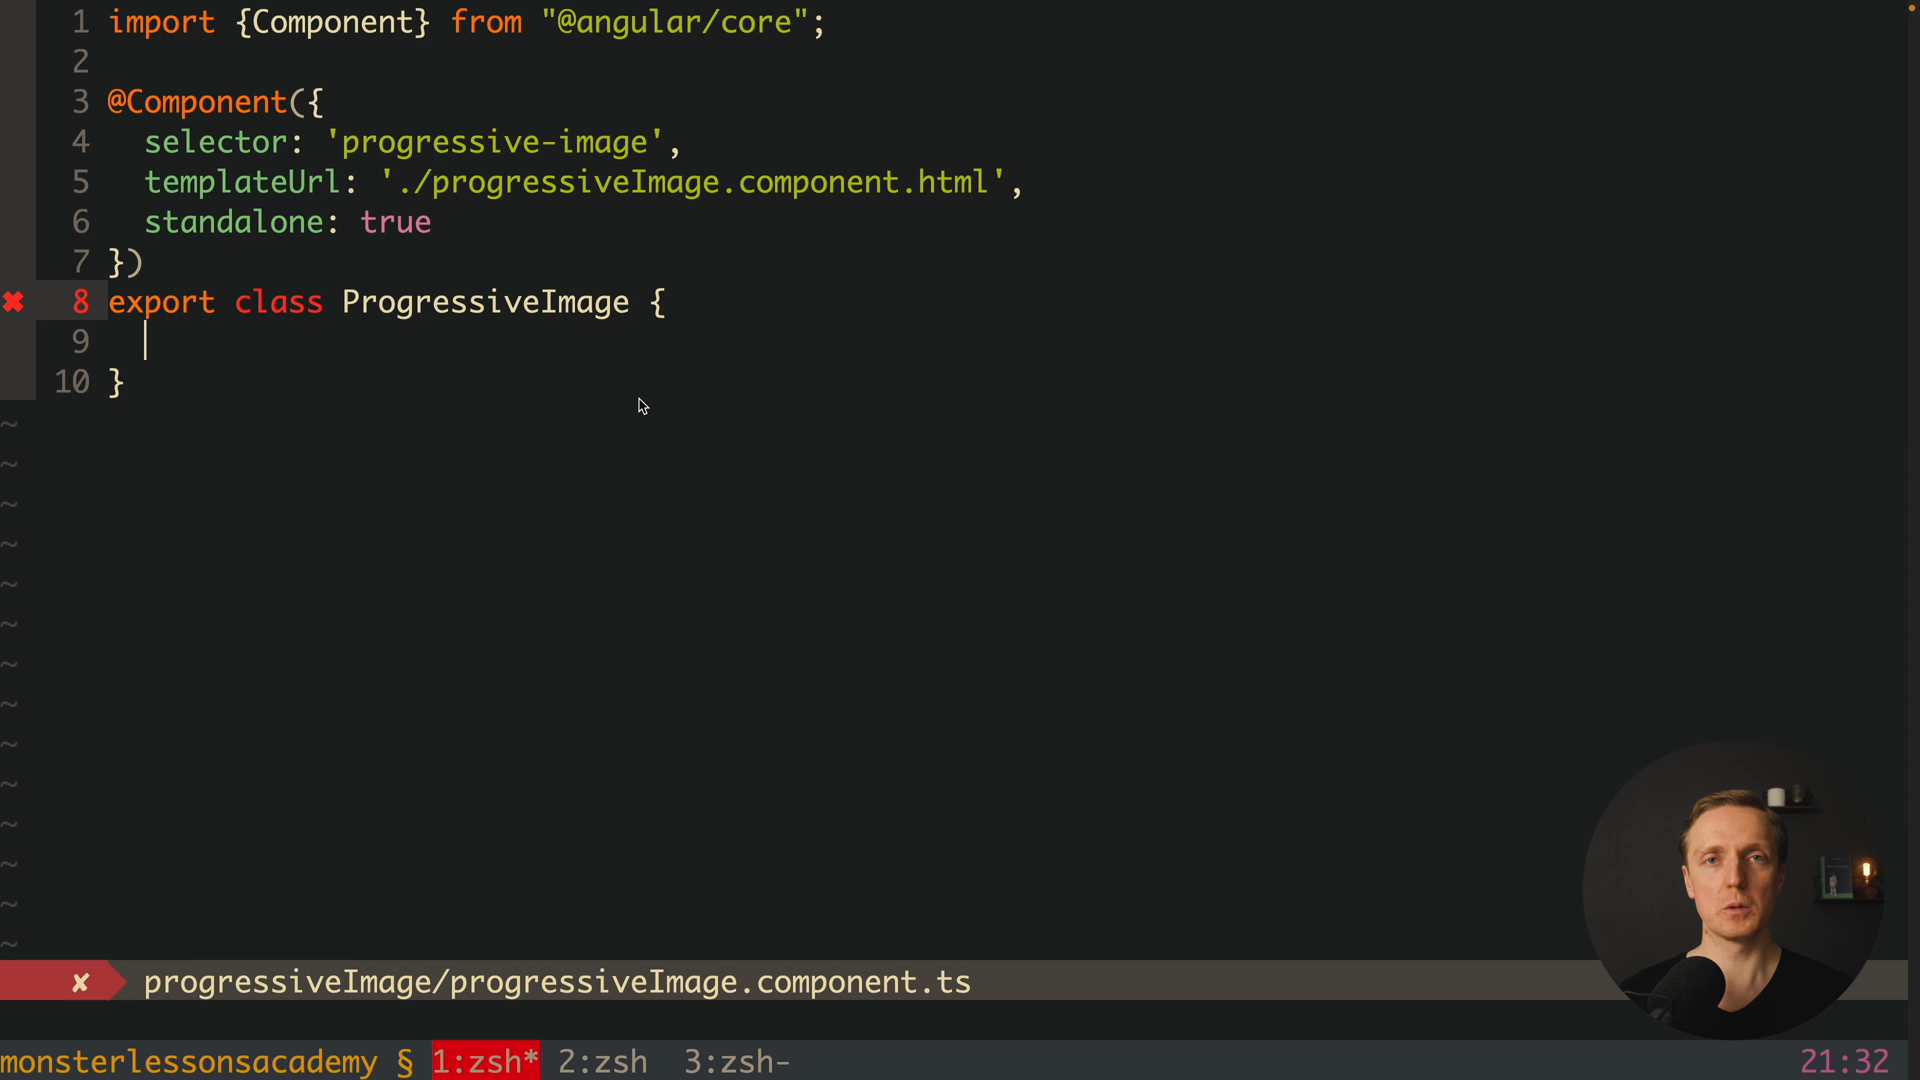 1 import {Component} from "@angular/core";
2
3 @Component({
4   selector: 'progressive-image',
5   templateUrl: './progressiveImage.component.html',
6   standalone: true
7 })
✖ 8 export class ProgressiveImage {
9
10 }
~
~
~
~
~
~
~
~
~
~
~
~
~
~
✘ progressiveImage/progressiveImage.component.ts
monsterlessonsacademy § 1:zsh* 2:zsh 3:zsh- 21:32